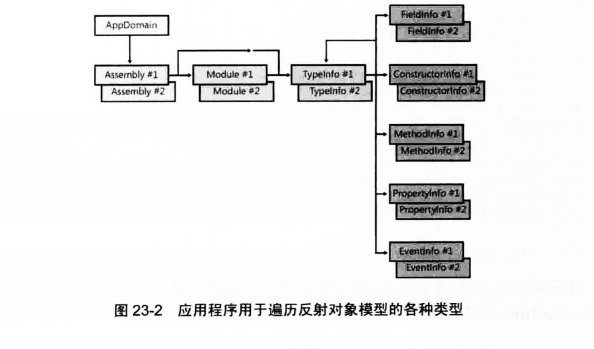 AppDomain
Assembly #1
Assembly #2
Module #1
Module #2
TypeInfo #1
TypeInfo #2
FieldInfo #1
FieldInfo #2
ConstructorInfo #1
ConstructorInfo #2
MethodInfo #1
MethodInfo #2
PropertyInfo #1
PropertyInfo #2
EventInfo #1
EventInfo #2
图 23-2 应用程序用于遍历反射对象模型的各种类型